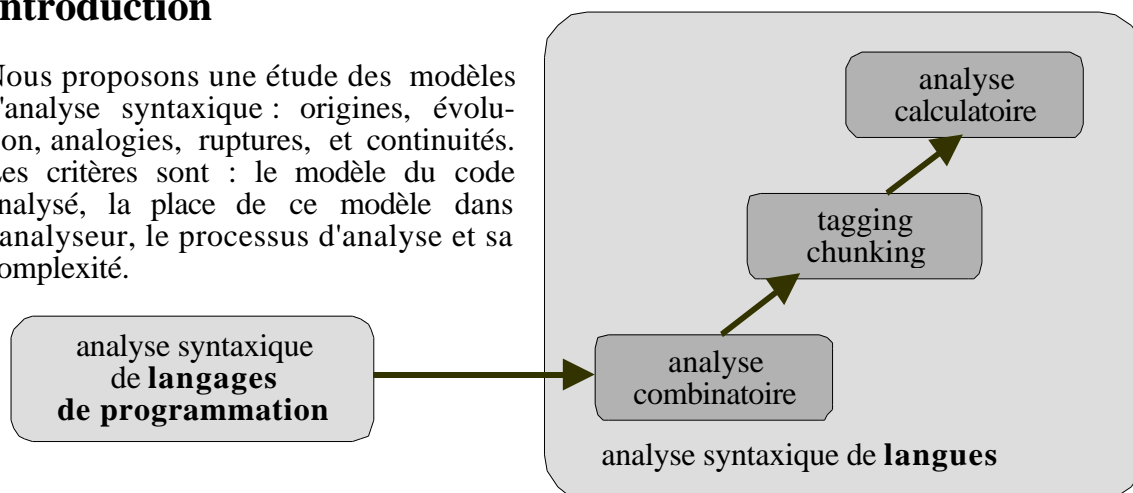 ntroduction
Nous proposons une étude des modèles
'analyse syntaxique : origines, évolu-
on, analogies, ruptures, et continuités.
es critères sont : le modèle du code
nalysé, la place de ce modèle dans
analyseur, le processus d'analyse et sa
omplexité.
analyse syntaxique
de langages
de programmation
analyse
calculatoire
tagging
chunking
analyse
combinatoire
analyse syntaxique de langues